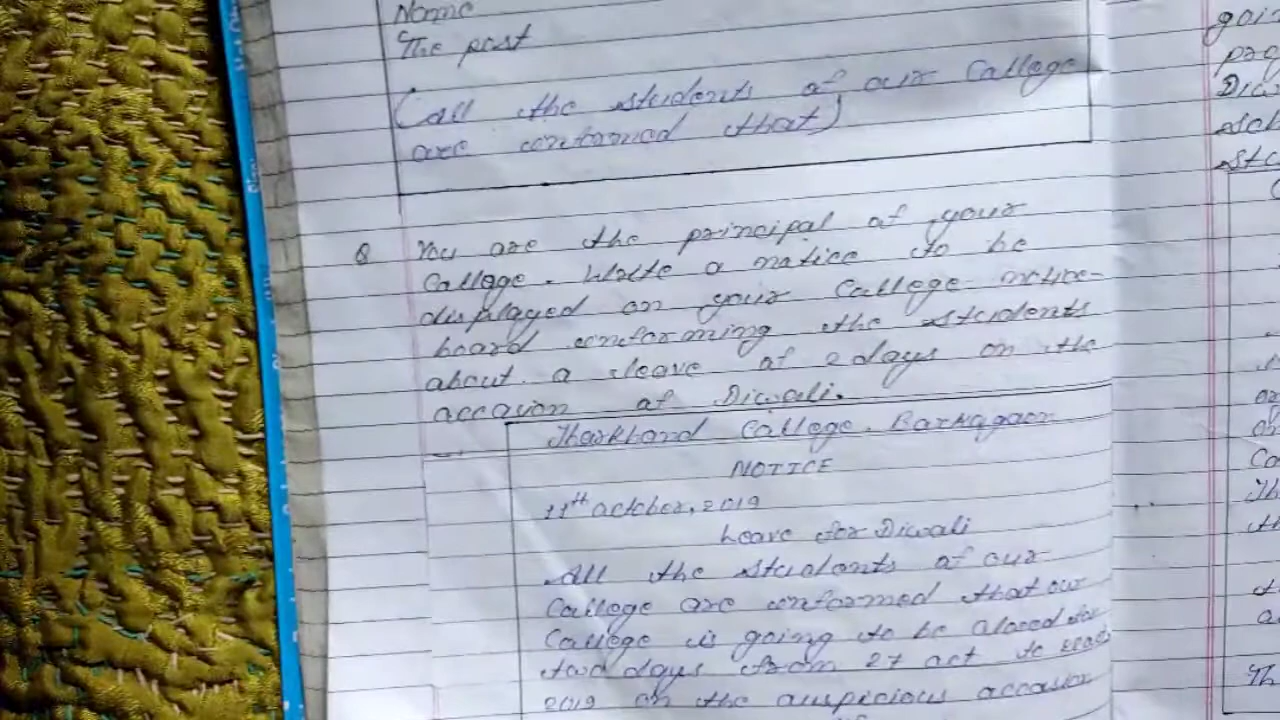 Name
The post
(all the students of our College
are informed that)
Q You are the principal of your
College. Write a notice to be
displayed on your College notice-
board informing the students
about a leave of 2 days on the
occasion of Diwali.
Jharkhand College.
NOTICE
11th october, 2019
Leave for Diwali
All the students of our
College are informed that our
College is going to be closed for
two days from 27 oct to
2019 on the auspicious occasion
goin
prog
Th